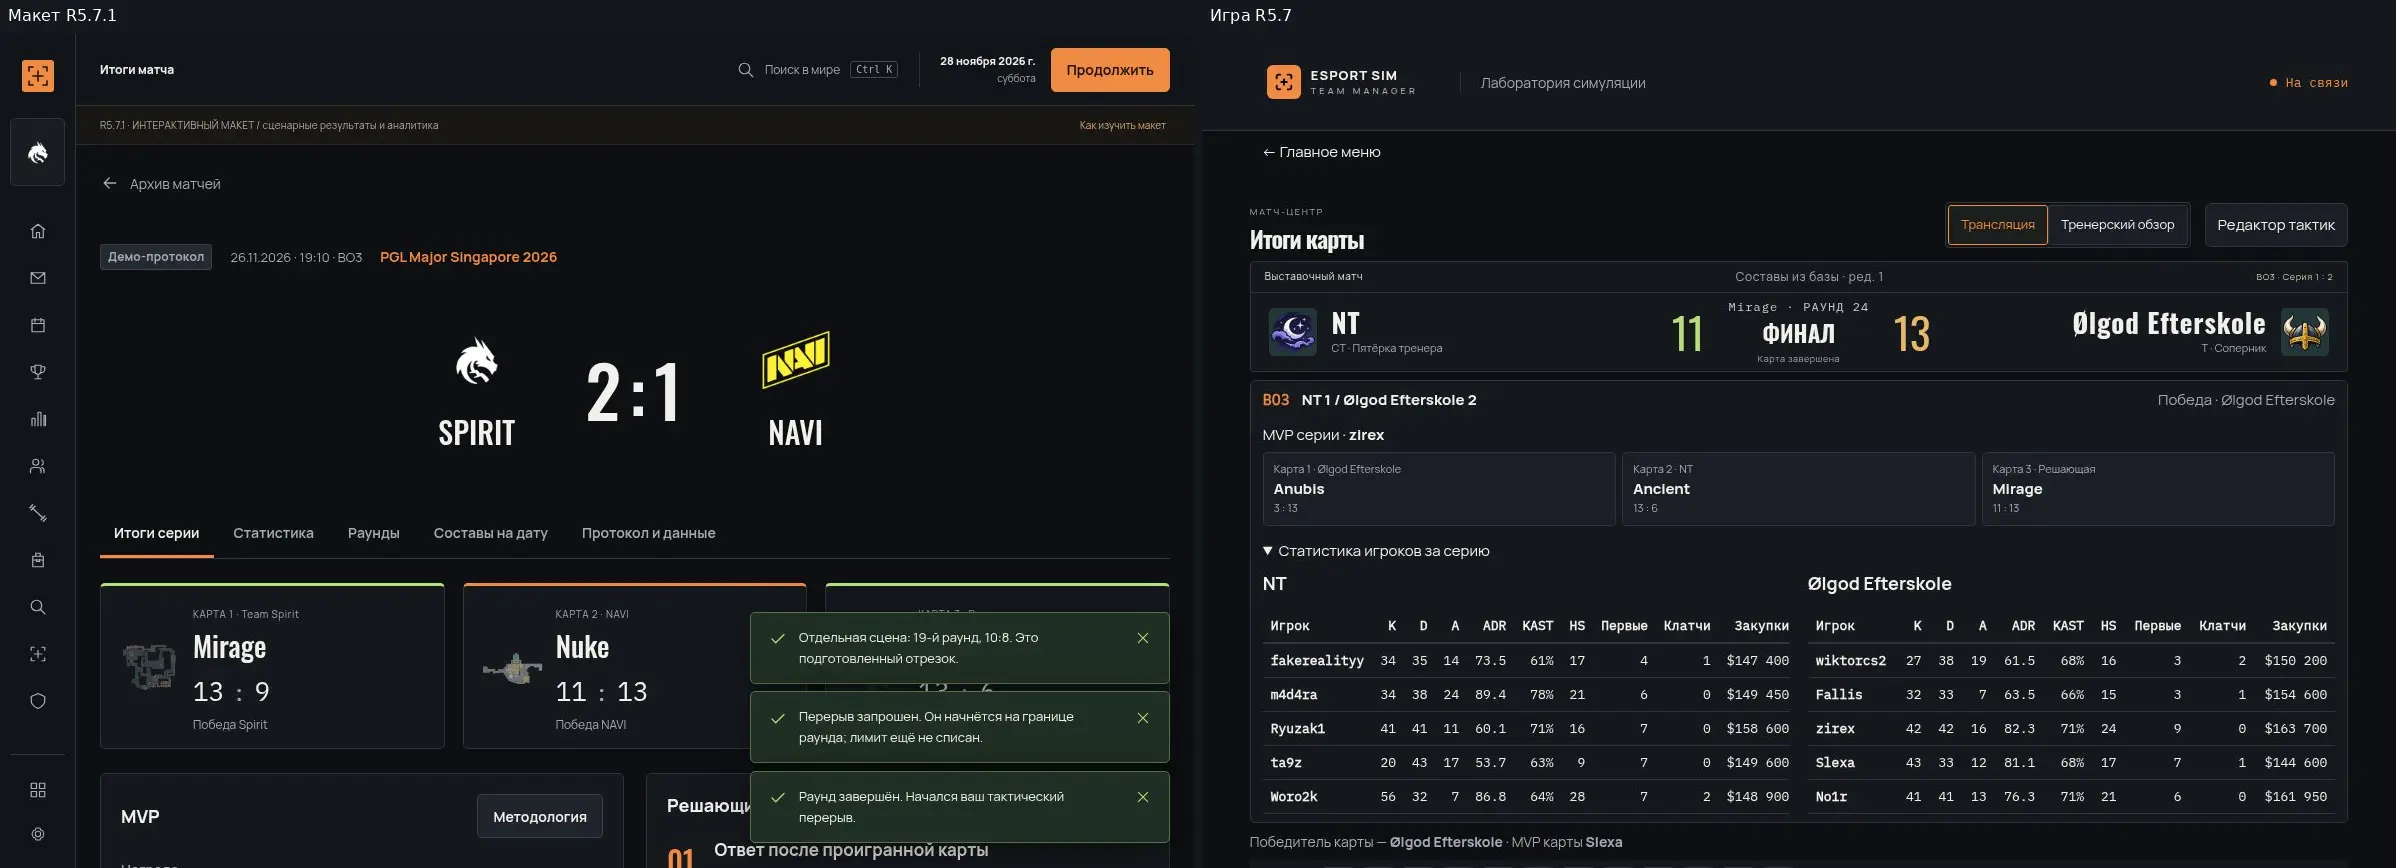 Макет R5.7.1
Итоги матча
Поиск в мире
Ctrl K
28 ноября 2026 г.
суббота
Продолжить
R5.7.1 · ИНТЕРАКТИВНЫЙ МАКЕТ / сценарные результаты и аналитика
Как изучить макет
← Архив матчей
Демо-протокол
26.11.2026 · 19:10 · BO3
PGL Major Singapore 2026
SPIRIT
2:1
NAVI
NAVI
Итоги серии
Статистика
Раунды
Составы на дату
Протокол и данные
КАРТА 1 · Team Spirit
Mirage
13 : 9
Победа Spirit
КАРТА 2 · NAVI
Nuke
11 : 13
Победа NAVI
Отдельная сцена: 19-й раунд, 10:8. Это
подготовленный отрезок.
Перерыв запрошен. Он начнётся на границе
раунда; лимит ещё не списан.
Раунд завершён. Начался ваш тактический
перерыв.
MVP
Методология
01
Ответ после проигранной карты
Игра R5.7
ESPORT SIM
TEAM MANAGER
Лаборатория симуляции
На связи
← Главное меню
МАТЧ-ЦЕНТР
Итоги карты
Трансляция
Тренерский обзор
Редактор тактик
Выставочный матч
Составы из базы · ред. 1
BO3 · Серия 1 : 2
NT
CT · Пятёрка тренера
11
Mirage · РАУНД 24
ФИНАЛ
Карта завершена
13
Ølgod Efterskole
T · Соперник
BO3 NT 1 / Ølgod Efterskole 2
Победа · Ølgod Efterskole
MVP серии · zirex
Карта 1 · Ølgod Efterskole
Anubis
3 : 13
Карта 2 · NT
Ancient
13 : 6
Карта 3 · Решающая
Mirage
11 : 13
▼ Статистика игроков за серию
NT
Игрок K D A ADR KAST HS Первые Клатчи Закупки
fakerealityy 34 35 14 73.5 61% 17 4 1 $147 400
m4d4ra 34 38 24 89.4 78% 21 6 0 $149 450
Ryuzak1 41 41 11 60.1 71% 16 7 0 $158 600
ta9z 20 43 17 53.7 63% 9 7 0 $149 600
Woro2k 56 32 7 86.8 64% 28 7 2 $148 900
Ølgod Efterskole
Игрок K D A ADR KAST HS Первые Клатчи Закупки
wiktorcs2 27 38 19 61.5 68% 16 3 2 $150 200
Fallis 32 33 7 63.5 66% 15 3 1 $154 600
zirex 42 42 16 82.3 71% 24 9 0 $163 700
Slexa 43 33 12 81.1 68% 17 7 1 $144 600
No1r 41 41 13 76.3 71% 21 6 0 $161 950
Победитель карты — Ølgod Efterskole · MVP карты Slexa